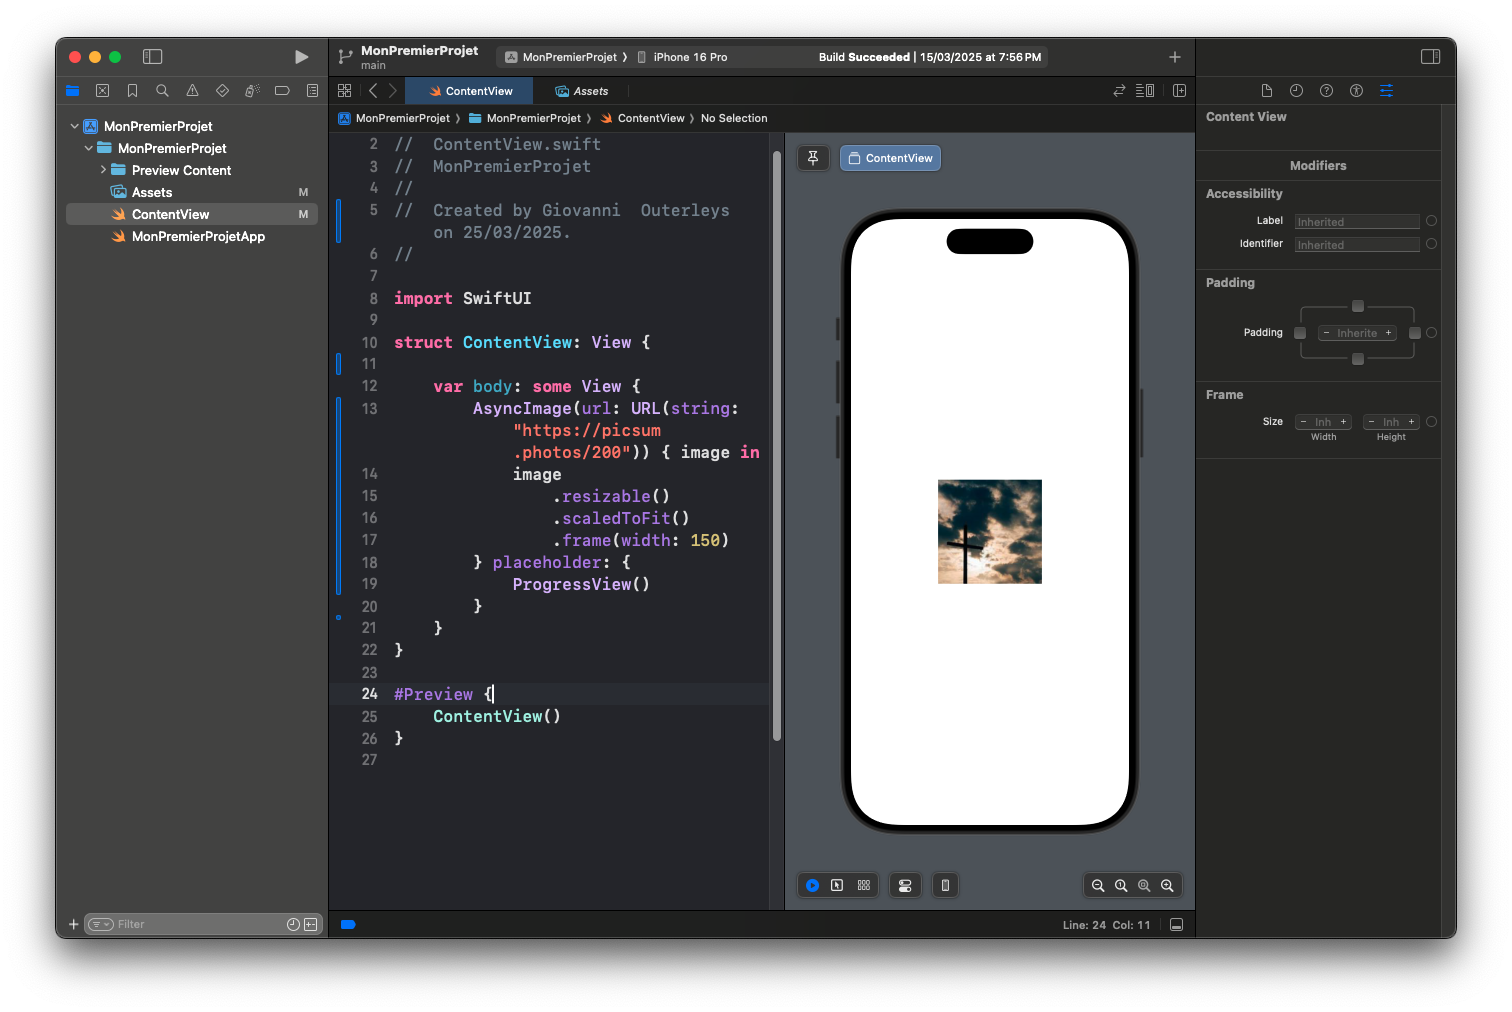 MonPremierProjet
main
MonPremierProjet
iPhone 16 Pro
Build Succeeded | 15/03/2025 at 7:56 PM
ContentView
Assets
MonPremierProjet
MonPremierProjet
ContentView
No Selection
MonPremierProjet
MonPremierProjet
Preview Content
Assets M
ContentView M
MonPremierProjetApp
Filter
2 //  ContentView.swift
3 //  MonPremierProjet
4 //
5 //  Created by Giovanni  Outerleys
on 25/03/2025.
6 //
7
8 import SwiftUI
9
10 struct ContentView: View {
11
12     var body: some View {
13         AsyncImage(url: URL(string:
"https://picsum
.photos/200")) { image in
14             image
15                 .resizable()
16                 .scaledToFit()
17                 .frame(width: 150)
18         } placeholder: {
19             ProgressView()
20         }
21     }
22 }
23
24 #Preview {
25     ContentView()
26 }
27
ContentView
Line: 24 Col: 11
Content View
Modifiers
Accessibility
Label Inherited
Identifier Inherited
Padding
Padding − Inherite +
Frame
Size − Inh + − Inh +
Width Height